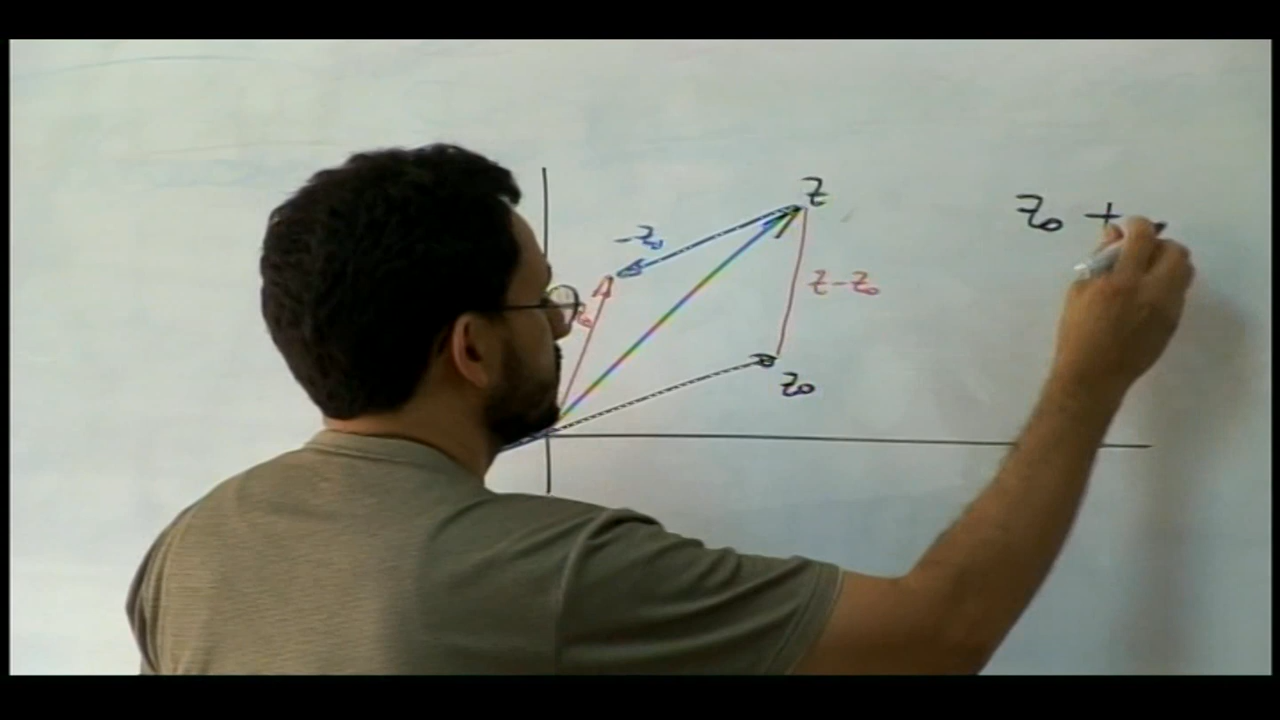 z
z₀ +
-z₀
z - z₀
z₀